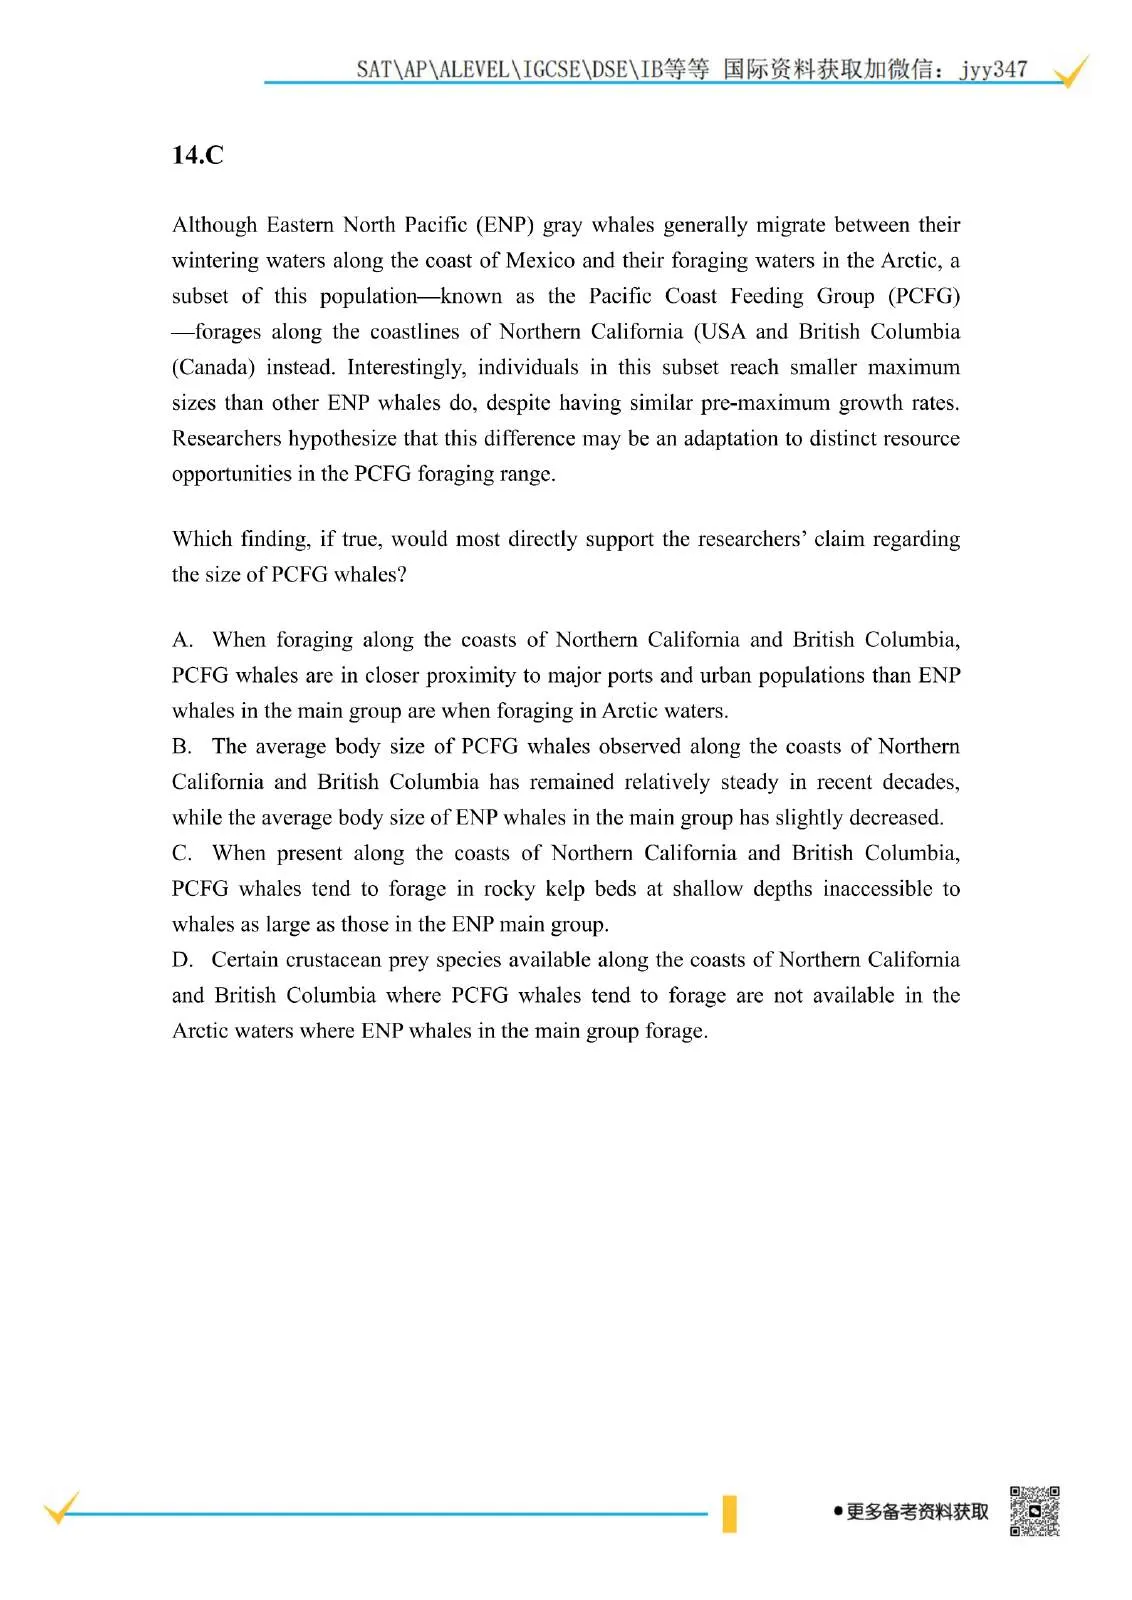 SAT\AP\ALEVEL\IGCSE\DSE\IB等等 国际资料获取加微信：jyy347
14.C
Although Eastern North Pacific (ENP) gray whales generally migrate between their
wintering waters along the coast of Mexico and their foraging waters in the Arctic, a
subset of this population—known as the Pacific Coast Feeding Group (PCFG)
—forages along the coastlines of Northern California (USA and British Columbia
(Canada) instead. Interestingly, individuals in this subset reach smaller maximum
sizes than other ENP whales do, despite having similar pre-maximum growth rates.
Researchers hypothesize that this difference may be an adaptation to distinct resource
opportunities in the PCFG foraging range.
Which finding, if true, would most directly support the researchers’ claim regarding
the size of PCFG whales?
A. When foraging along the coasts of Northern California and British Columbia,
PCFG whales are in closer proximity to major ports and urban populations than ENP
whales in the main group are when foraging in Arctic waters.
B. The average body size of PCFG whales observed along the coasts of Northern
California and British Columbia has remained relatively steady in recent decades,
while the average body size of ENP whales in the main group has slightly decreased.
C. When present along the coasts of Northern California and British Columbia,
PCFG whales tend to forage in rocky kelp beds at shallow depths inaccessible to
whales as large as those in the ENP main group.
D. Certain crustacean prey species available along the coasts of Northern California
and British Columbia where PCFG whales tend to forage are not available in the
Arctic waters where ENP whales in the main group forage.
•更多备考资料获取